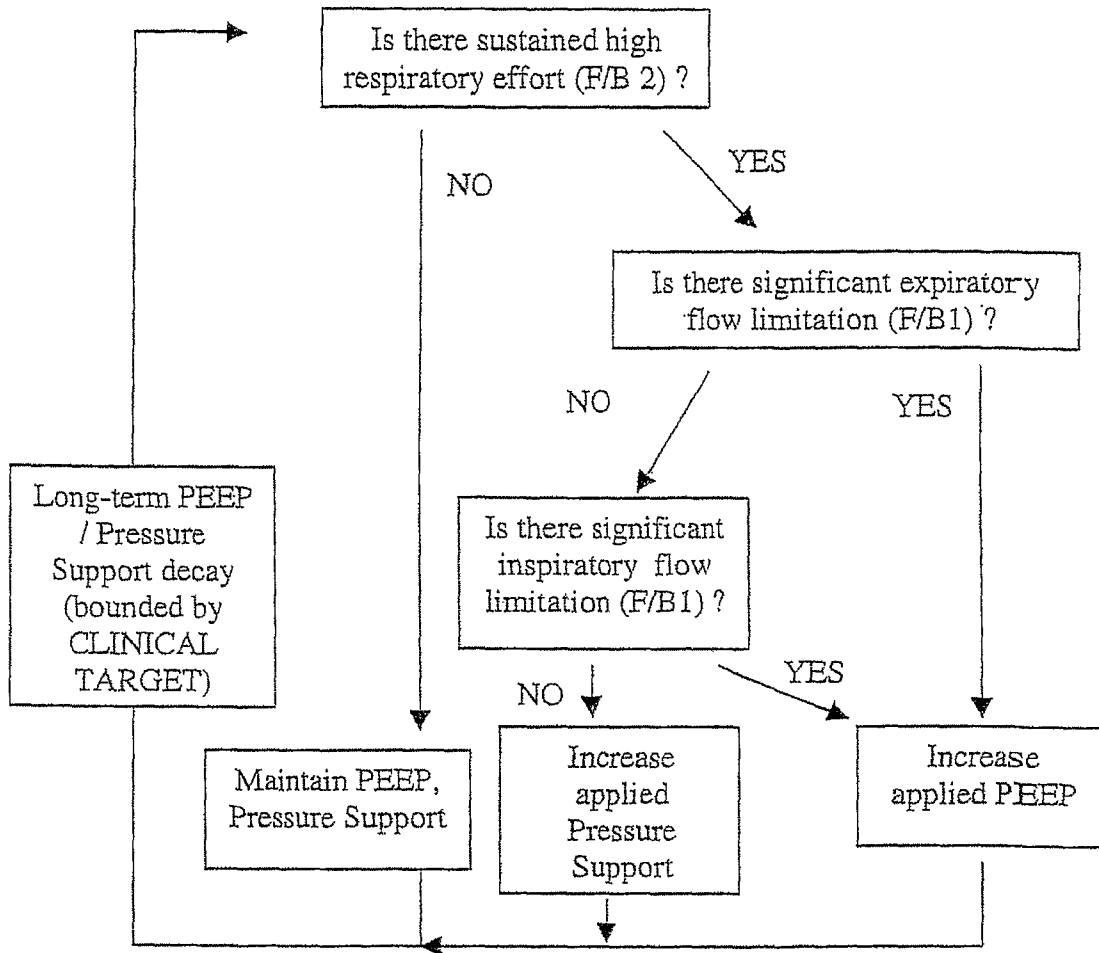 Is there sustained high
respiratory effort (F/B 2) ?
NO
YES
Is there significant expiratory
flow limitation (F/B1) ?
NO
YES
Long-term PEEP
/ Pressure
Support decay
(bounded by
CLINICAL
TARGET)
Is there significant
inspiratory flow
limitation (F/B1) ?
NO
YES
Maintain PEEP,
Pressure Support
Increase
applied
Pressure
Support
Increase
applied PEEP